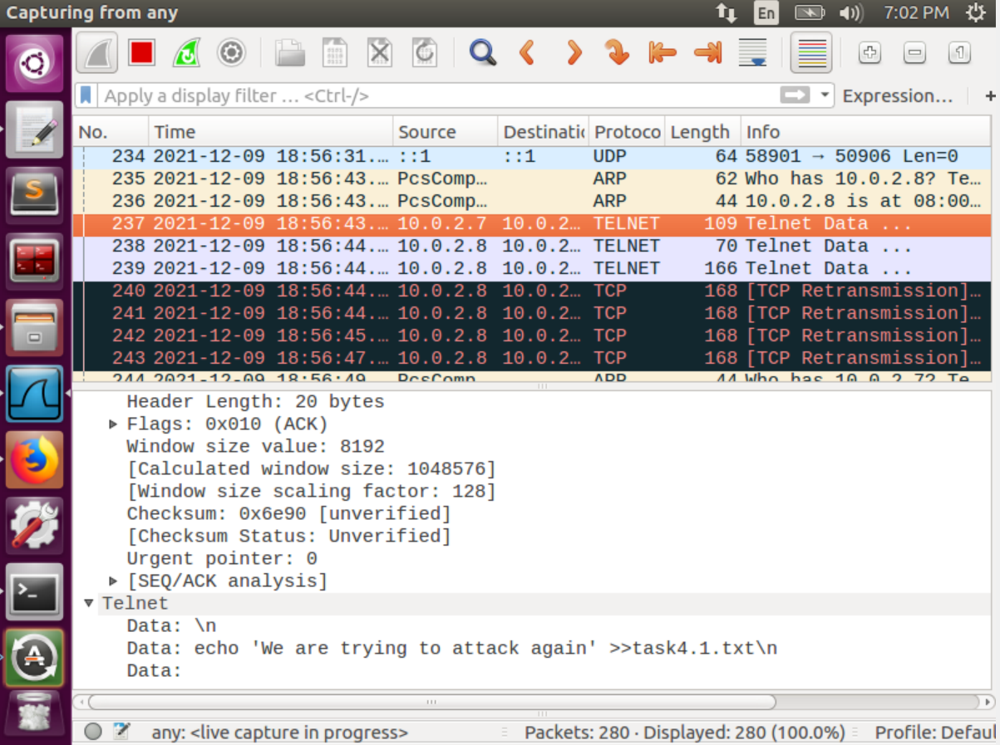 Capturing from any En 7:02 PM
Apply a display filter ... <Ctrl-/> Expression... +
No. Time Source Destinatio Protoco Length Info
234 2021-12-09 18:56:31.… ::1 ::1 UDP 64 58901 → 50906 Len=0
235 2021-12-09 18:56:43.… PcsComp… ARP 62 Who has 10.0.2.8? Te…
236 2021-12-09 18:56:43.… PcsComp… ARP 44 10.0.2.8 is at 08:00…
237 2021-12-09 18:56:43.… 10.0.2.7 10.0.2… TELNET 109 Telnet Data ...
238 2021-12-09 18:56:44.… 10.0.2.8 10.0.2… TELNET 70 Telnet Data ...
239 2021-12-09 18:56:44.… 10.0.2.8 10.0.2… TELNET 166 Telnet Data ...
240 2021-12-09 18:56:44.… 10.0.2.8 10.0.2… TCP 168 [TCP Retransmission]…
241 2021-12-09 18:56:44.… 10.0.2.8 10.0.2… TCP 168 [TCP Retransmission]…
242 2021-12-09 18:56:45.… 10.0.2.8 10.0.2… TCP 168 [TCP Retransmission]…
243 2021-12-09 18:56:47.… 10.0.2.8 10.0.2… TCP 168 [TCP Retransmission]…
244 2021-12-09 18:56:49.… PcsComp… ARP 44 Who has 10.0.2.7? Te…
Header Length: 20 bytes
Flags: 0x010 (ACK)
Window size value: 8192
[Calculated window size: 1048576]
[Window size scaling factor: 128]
Checksum: 0x6e90 [unverified]
[Checksum Status: Unverified]
Urgent pointer: 0
[SEQ/ACK analysis]
Telnet
Data: \n
Data: echo 'We are trying to attack again' >>task4.1.txt\n
Data:
any: <live capture in progress> Packets: 280 · Displayed: 280 (100.0%) Profile: Defaul